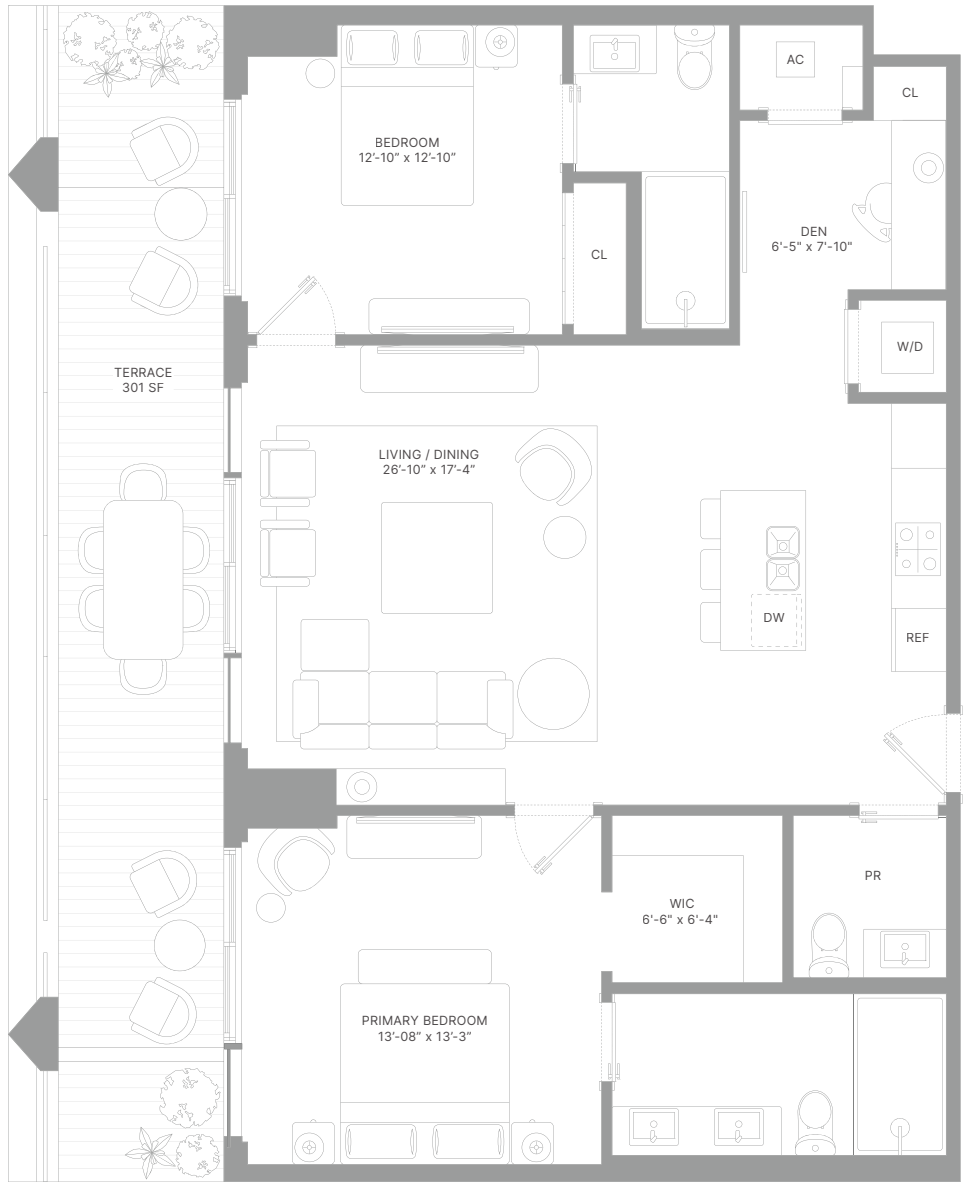 AC
CL
BEDROOM
12'-10" x 12'-10"
DEN
6'-5" x 7'-10"
CL
W/D
TERRACE
301 SF
LIVING / DINING
26'-10" x 17'-4"
DW
REF
PR
WIC
6'-6" x 6'-4"
PRIMARY BEDROOM
13'-08" x 13'-3"